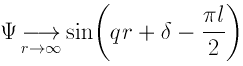 Ψ ⟶_{r→∞} sin(qr + δ − πl/2)